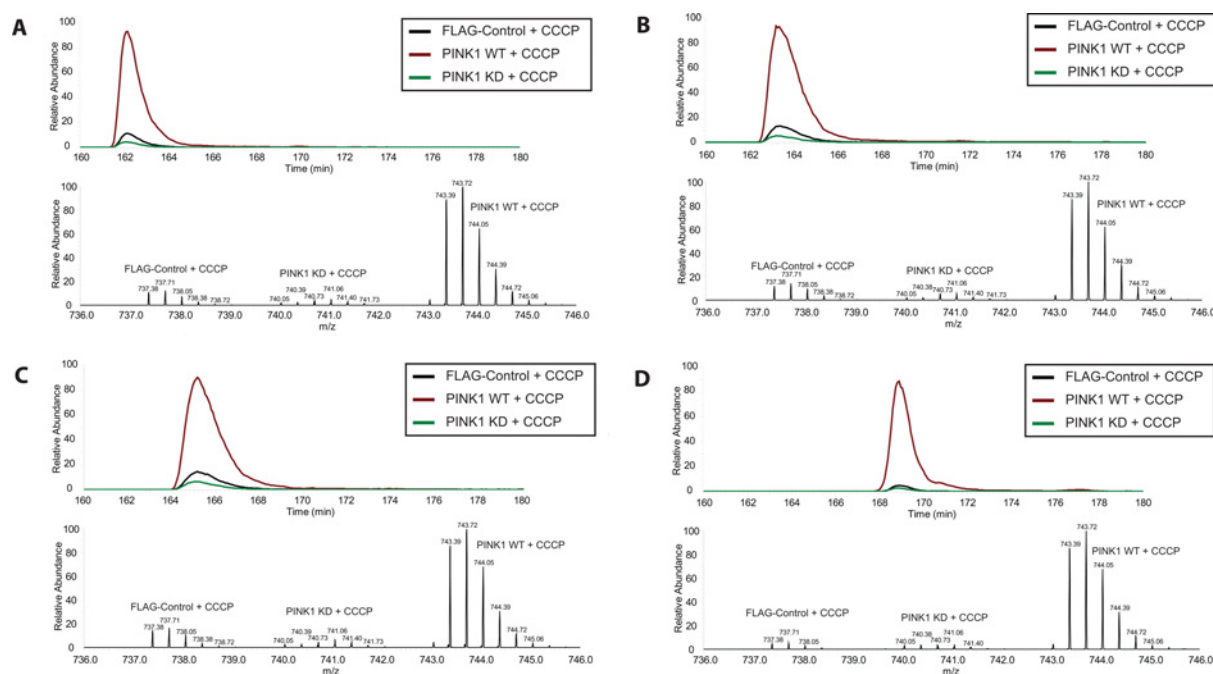 A
Relative Abundance
100
80
60
40
20
0
FLAG-Control + CCCP
PINK1 WT + CCCP
PINK1 KD + CCCP
160 162 164 166 168 170 172 174 176 178 180
Time (min)
Relative Abundance
100
80
60
40
20
0
FLAG-Control + CCCP
737.38 737.71 738.05 738.38 738.72
PINK1 KD + CCCP
740.05 740.39 740.73 741.06 741.40 741.73
PINK1 WT + CCCP
743.39 743.72 744.05 744.39 744.72 745.06
736.0 737.0 738.0 739.0 740.0 741.0 742.0 743.0 744.0 745.0 746.0
m/z
B
Relative Abundance
100
80
60
40
20
0
FLAG-Control + CCCP
PINK1 WT + CCCP
PINK1 KD + CCCP
160 162 164 166 168 170 172 174 176 178 180
Time (min)
Relative Abundance
100
80
60
40
20
0
FLAG-Control + CCCP
737.38 737.71 738.05 738.38 738.72
PINK1 KD + CCCP
740.05 740.38 740.73 741.06 741.40 741.73
PINK1 WT + CCCP
743.39 743.72 744.05 744.39 744.72 745.06
736.0 737.0 738.0 739.0 740.0 741.0 742.0 743.0 744.0 745.0 746.0
m/z
C
Relative Abundance
100
80
60
40
20
0
FLAG-Control + CCCP
PINK1 WT + CCCP
PINK1 KD + CCCP
160 162 164 166 168 170 172 174 176 178 180
Time (min)
Relative Abundance
100
80
60
40
20
0
FLAG-Control + CCCP
737.38 737.71 738.05 738.38 738.72
PINK1 KD + CCCP
740.05 740.39 740.73 741.06 741.40 741.73
PINK1 WT + CCCP
743.39 743.72 744.05 744.39 744.72 745.06
736.0 737.0 738.0 739.0 740.0 741.0 742.0 743.0 744.0 745.0 746.0
m/z
D
Relative Abundance
100
80
60
40
20
0
FLAG-Control + CCCP
PINK1 WT + CCCP
PINK1 KD + CCCP
160 162 164 166 168 170 172 174 176 178 180
Time (min)
Relative Abundance
100
80
60
40
20
0
FLAG-Control + CCCP
737.38 737.71 738.05
PINK1 KD + CCCP
740.05 740.38 740.73 741.06 741.40
PINK1 WT + CCCP
743.39 743.72 744.05 744.39 744.72 745.06
736.0 737.0 738.0 739.0 740.0 741.0 742.0 743.0 744.0 745.0 746.0
m/z